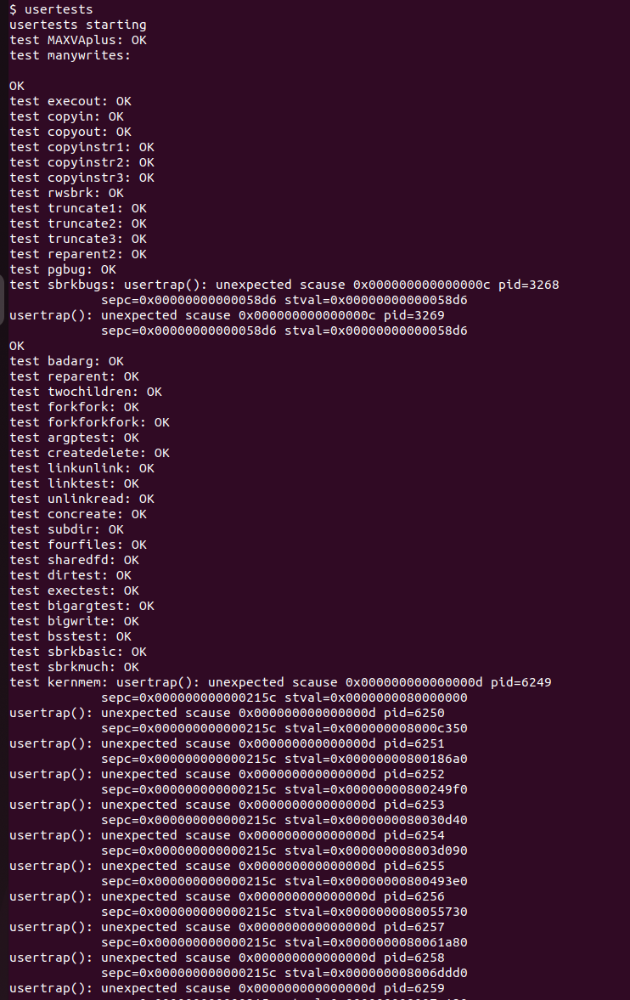 $ usertests
usertests starting
test MAXVAplus: OK
test manywrites:
OK
test execout: OK
test copyin: OK
test copyout: OK
test copyinstr1: OK
test copyinstr2: OK
test copyinstr3: OK
test rwsbrk: OK
test truncate1: OK
test truncate2: OK
test truncate3: OK
test reparent2: OK
test pgbug: OK
test sbrkbugs: usertrap(): unexpected scause 0x000000000000000c pid=3268
            sepc=0x00000000000058d6 stval=0x00000000000058d6
usertrap(): unexpected scause 0x000000000000000c pid=3269
            sepc=0x00000000000058d6 stval=0x00000000000058d6
OK
test badarg: OK
test reparent: OK
test twochildren: OK
test forkfork: OK
test forkforkfork: OK
test argptest: OK
test createdelete: OK
test linkunlink: OK
test linktest: OK
test unlinkread: OK
test concreate: OK
test subdir: OK
test fourfiles: OK
test sharedfd: OK
test dirtest: OK
test exectest: OK
test bigargtest: OK
test bigwrite: OK
test bsstest: OK
test sbrkbasic: OK
test sbrkmuch: OK
test kernmem: usertrap(): unexpected scause 0x000000000000000d pid=6249
            sepc=0x000000000000215c stval=0x0000000080000000
usertrap(): unexpected scause 0x000000000000000d pid=6250
            sepc=0x000000000000215c stval=0x000000008000c350
usertrap(): unexpected scause 0x000000000000000d pid=6251
            sepc=0x000000000000215c stval=0x00000000800186a0
usertrap(): unexpected scause 0x000000000000000d pid=6252
            sepc=0x000000000000215c stval=0x00000000800249f0
usertrap(): unexpected scause 0x000000000000000d pid=6253
            sepc=0x000000000000215c stval=0x0000000080030d40
usertrap(): unexpected scause 0x000000000000000d pid=6254
            sepc=0x000000000000215c stval=0x000000008003d090
usertrap(): unexpected scause 0x000000000000000d pid=6255
            sepc=0x000000000000215c stval=0x00000000800493e0
usertrap(): unexpected scause 0x000000000000000d pid=6256
            sepc=0x000000000000215c stval=0x0000000080055730
usertrap(): unexpected scause 0x000000000000000d pid=6257
            sepc=0x000000000000215c stval=0x0000000080061a80
usertrap(): unexpected scause 0x000000000000000d pid=6258
            sepc=0x000000000000215c stval=0x000000008006ddd0
usertrap(): unexpected scause 0x000000000000000d pid=6259